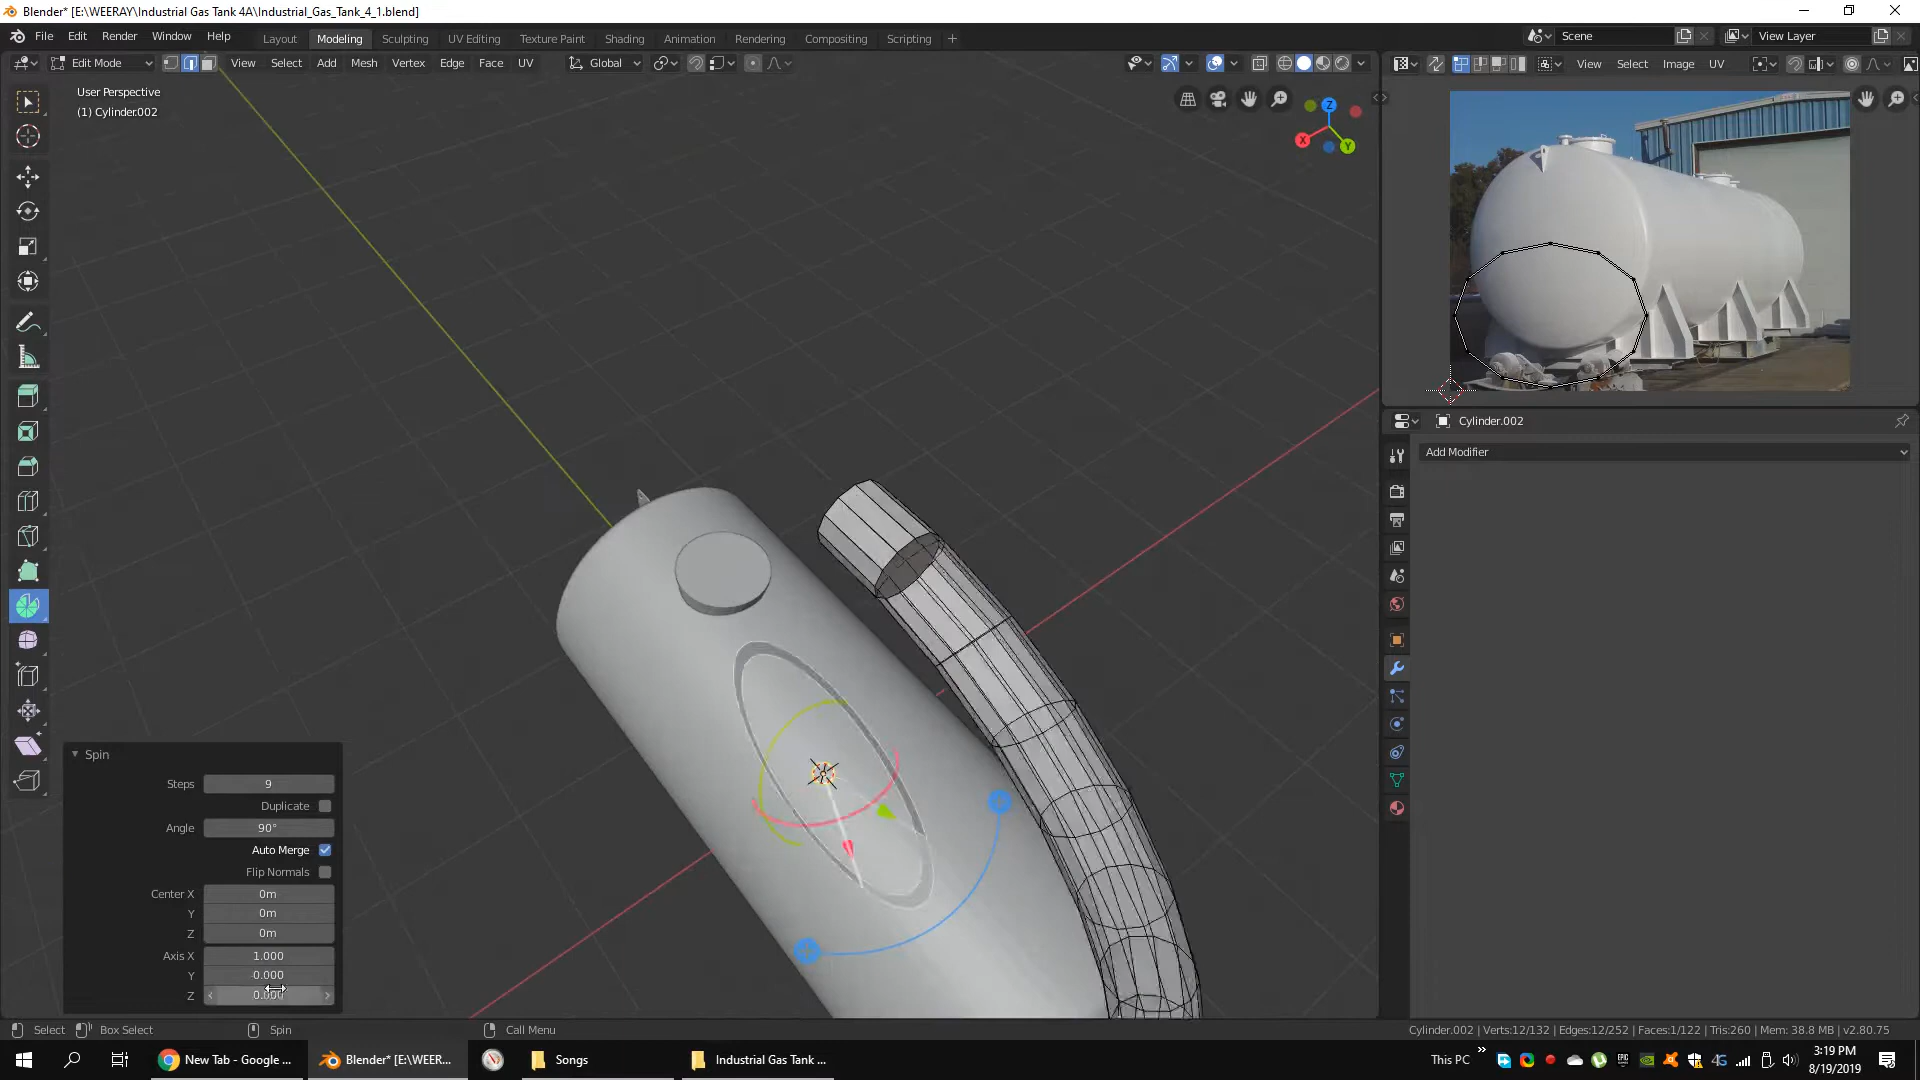 Blender* [E:\WEERAY\Industrial Gas Tank 4A\Industrial_Gas_Tank_4_1.blend]
File Edit Render Window Help Layout Modeling Sculpting UV Editing Texture Paint Shading Animation Rendering Compositing Scripting + Scene View Layer
Edit Mode View Select Add Mesh Vertex Edge Face UV Global View Select Image UV
User Perspective
(1) Cylinder.002
Z
X
Y
Cylinder.002
Add Modifier
Spin
Steps 9
Duplicate
Angle 90°
Auto Merge
Flip Normals
Center X 0m
Y 0m
Z 0m
Axis X 1.000
Y -0.000
Z 0.000
Select Box Select Spin Call Menu Cylinder.002 | Verts:12/132 | Edges:12/252 | Faces:1/122 | Tris:260 | Mem: 38.8 MB | v2.80.75
New Tab - Google ... Blender* [E:\WEER... Songs Industrial Gas Tank ... This PC 4G 3:19 PM
8/19/2019